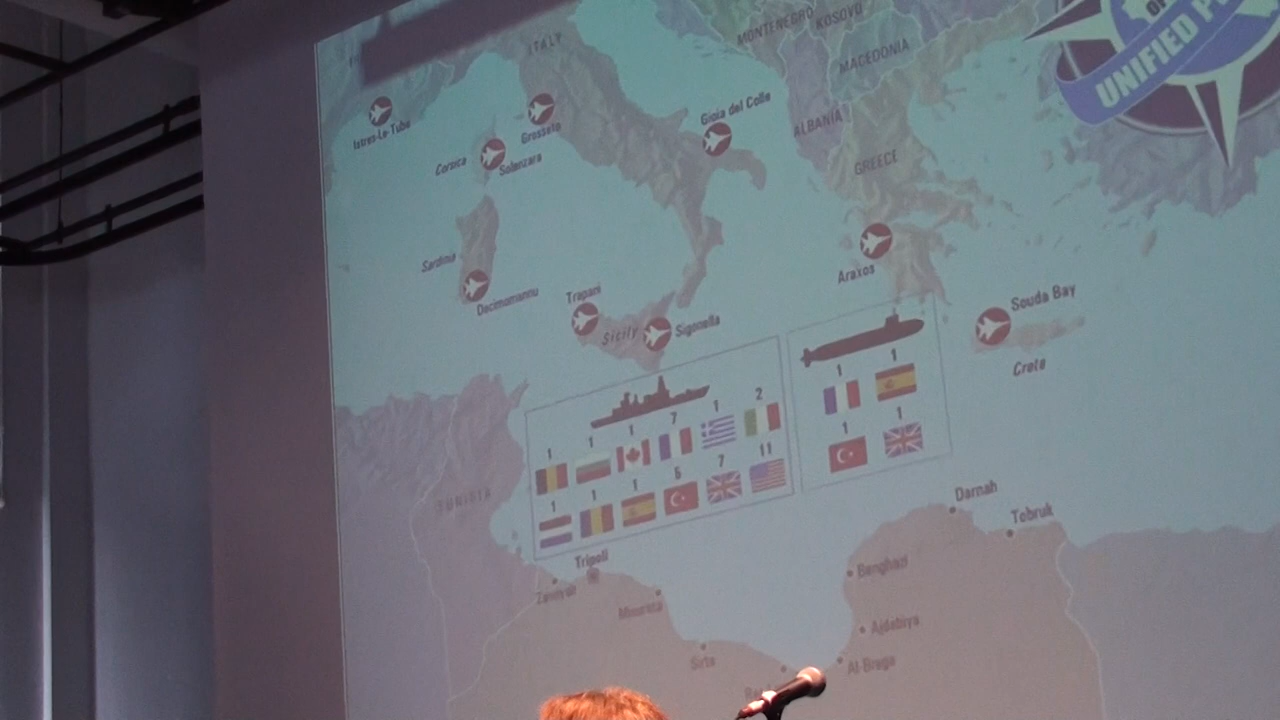 MONTENEGRO
KOSOVO
ITALY
MACEDONIA
OF
UNIFIED P
Istres-Le-Tube
Grosseto
Gioia del Colle
ALBANIA
Corsica
Solenzara
GREECE
Sardinia
Decimomannu
Araxos
Trapani
Sicily
Sigonella
Souda Bay
Crete
1 1 1 7 1 2
1 1 1 5 7 11
1 1
1 1
TUNISIA
Darnah
Tobruk
Tripoli
Zawiyah
Misurata
Benghazi
Ajdabiya
Sirte
Al Brega